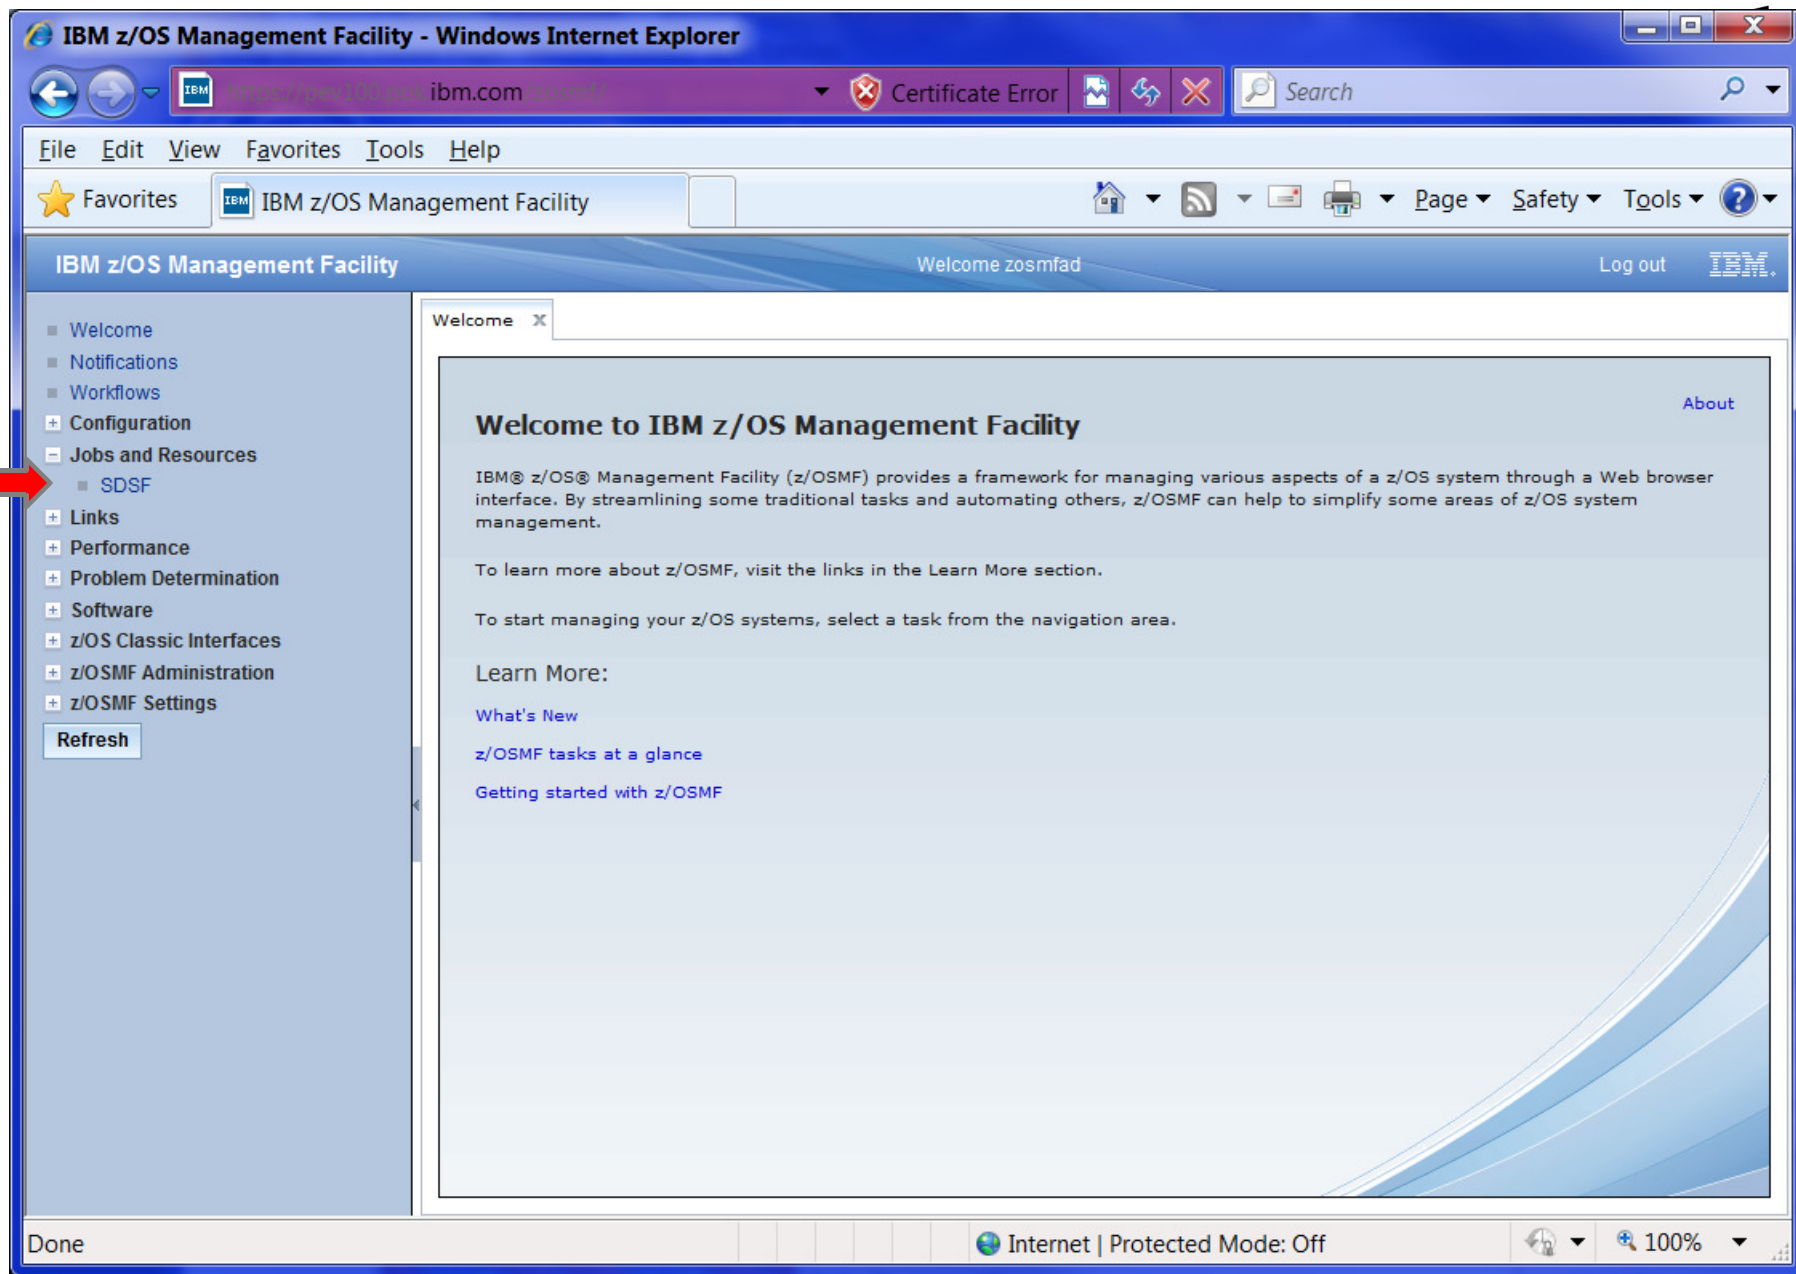 IBM z/OS Management Facility - Windows Internet Explorer
IBM ibm.com Certificate Error Search
File Edit View Favorites Tools Help
Favorites IBM IBM z/OS Management Facility Page Safety Tools
IBM z/OS Management Facility Welcome zosmfad Log out IBM.
Welcome
Notifications
Workflows
Configuration
Jobs and Resources
SDSF
Links
Performance
Problem Determination
Software
z/OS Classic Interfaces
z/OSMF Administration
z/OSMF Settings
Refresh
Welcome X
About
Welcome to IBM z/OS Management Facility
IBM® z/OS® Management Facility (z/OSMF) provides a framework for managing various aspects of a z/OS system through a Web browser
interface. By streamlining some traditional tasks and automating others, z/OSMF can help to simplify some areas of z/OS system
management.
To learn more about z/OSMF, visit the links in the Learn More section.
To start managing your z/OS systems, select a task from the navigation area.
Learn More:
What's New
z/OSMF tasks at a glance
Getting started with z/OSMF
Done Internet | Protected Mode: Off 100%